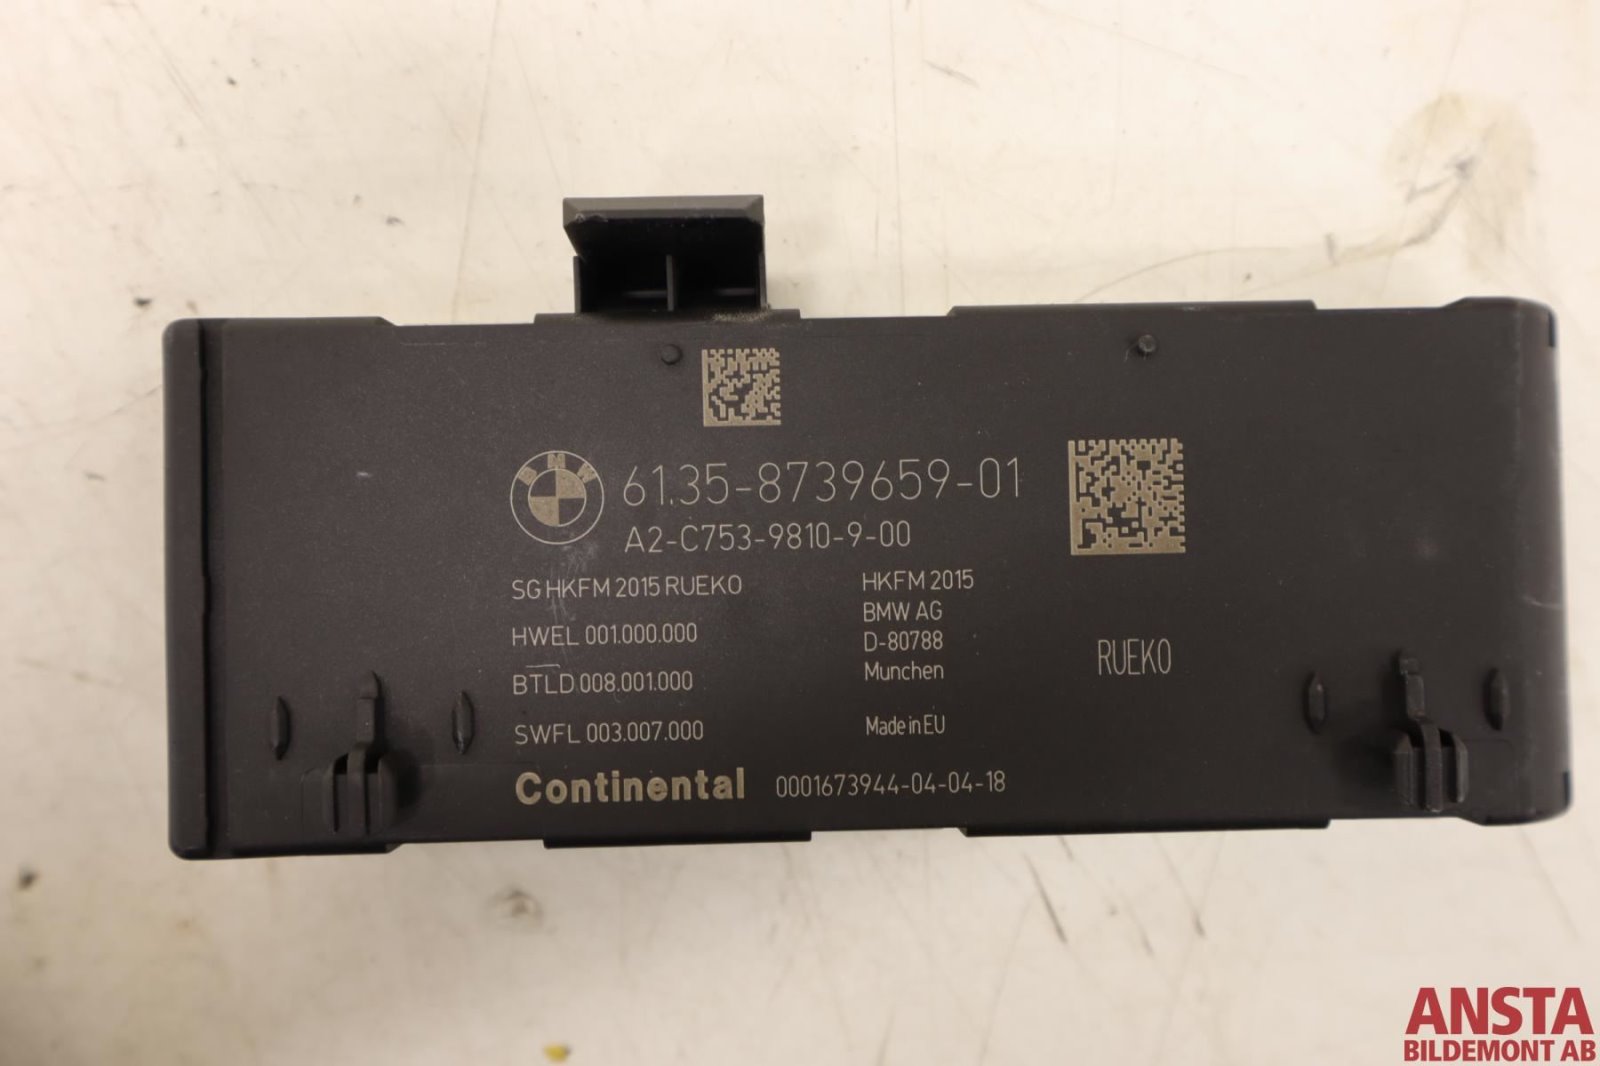 BMW
61.35-8739659-01
A2-C753-9810-9-00
SG HKFM 2015 RUEKO
HWEL 001.000.000
BTLD 008.001.000
SWFL 003.007.000
HKFM 2015
BMW AG
D-80788
Munchen
Made in EU
RUEKO
Continental 0001673944-04-04-18
ANSTA
BILDEMONT AB